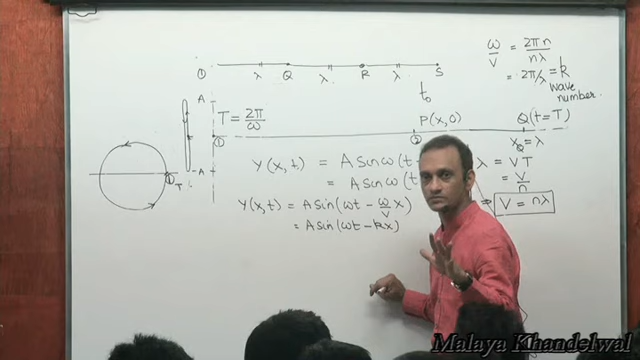 ① λ Q λ R λ S
t₀
ω/v = 2πn/nλ
= 2π/λ = k
wave number.
A
T = 2π/ω
①
②
P(x,0)
Q(t=T)
x_Q = λ
y(x,t) = A sin ω(t
= A sin ω(t
λ = VT
= V/n
-A
T
y(x,t) = A sin(ωt - ω/v x)
⇒ V = nλ
= A sin(ωt - kx)
Malaya Khandelwal